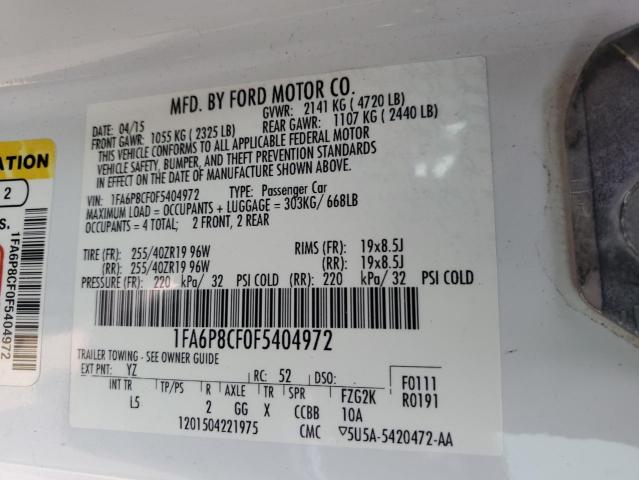 MFD. BY FORD MOTOR CO.
DATE: 04/15 GVWR: 2141 KG ( 4720 LB)
FRONT GAWR: 1055 KG ( 2325 LB) REAR GAWR: 1107 KG ( 2440 LB)
THIS VEHICLE CONFORMS TO ALL APPLICABLE FEDERAL MOTOR
VEHICLE SAFETY, BUMPER, AND THEFT PREVENTION STANDARDS
IN EFFECT ON THE DATE OF MANUFACTURE SHOWN ABOVE.
VIN: 1FA6P8CF0F5404972 TYPE: Passenger Car
MAXIMUM LOAD = OCCUPANTS + LUGGAGE = 303KG/ 668LB
OCCUPANTS = 4 TOTAL; 2 FRONT, 2 REAR
TIRE (FR): 255/40ZR19 96W RIMS (FR): 19x8.5J
(RR): 255/40ZR19 96W (RR): 19x8.5J
PRESSURE (FR): 220 kPa/ 32 PSI COLD (RR): 220 kPa/ 32 PSI COLD
1FA6P8CF0F5404972
TRAILER TOWING - SEE OWNER GUIDE
EXT PNT: YZ RC: 52 DSO: F0111
INT TR TP/PS R AXLE TR SPR FZG2K R0191
L5 2 GG X CCBB 10A
1201504221975 CMC ▽5U5A-5420472-AA
ATION
2
S.
1FA6P8CF0F5404972